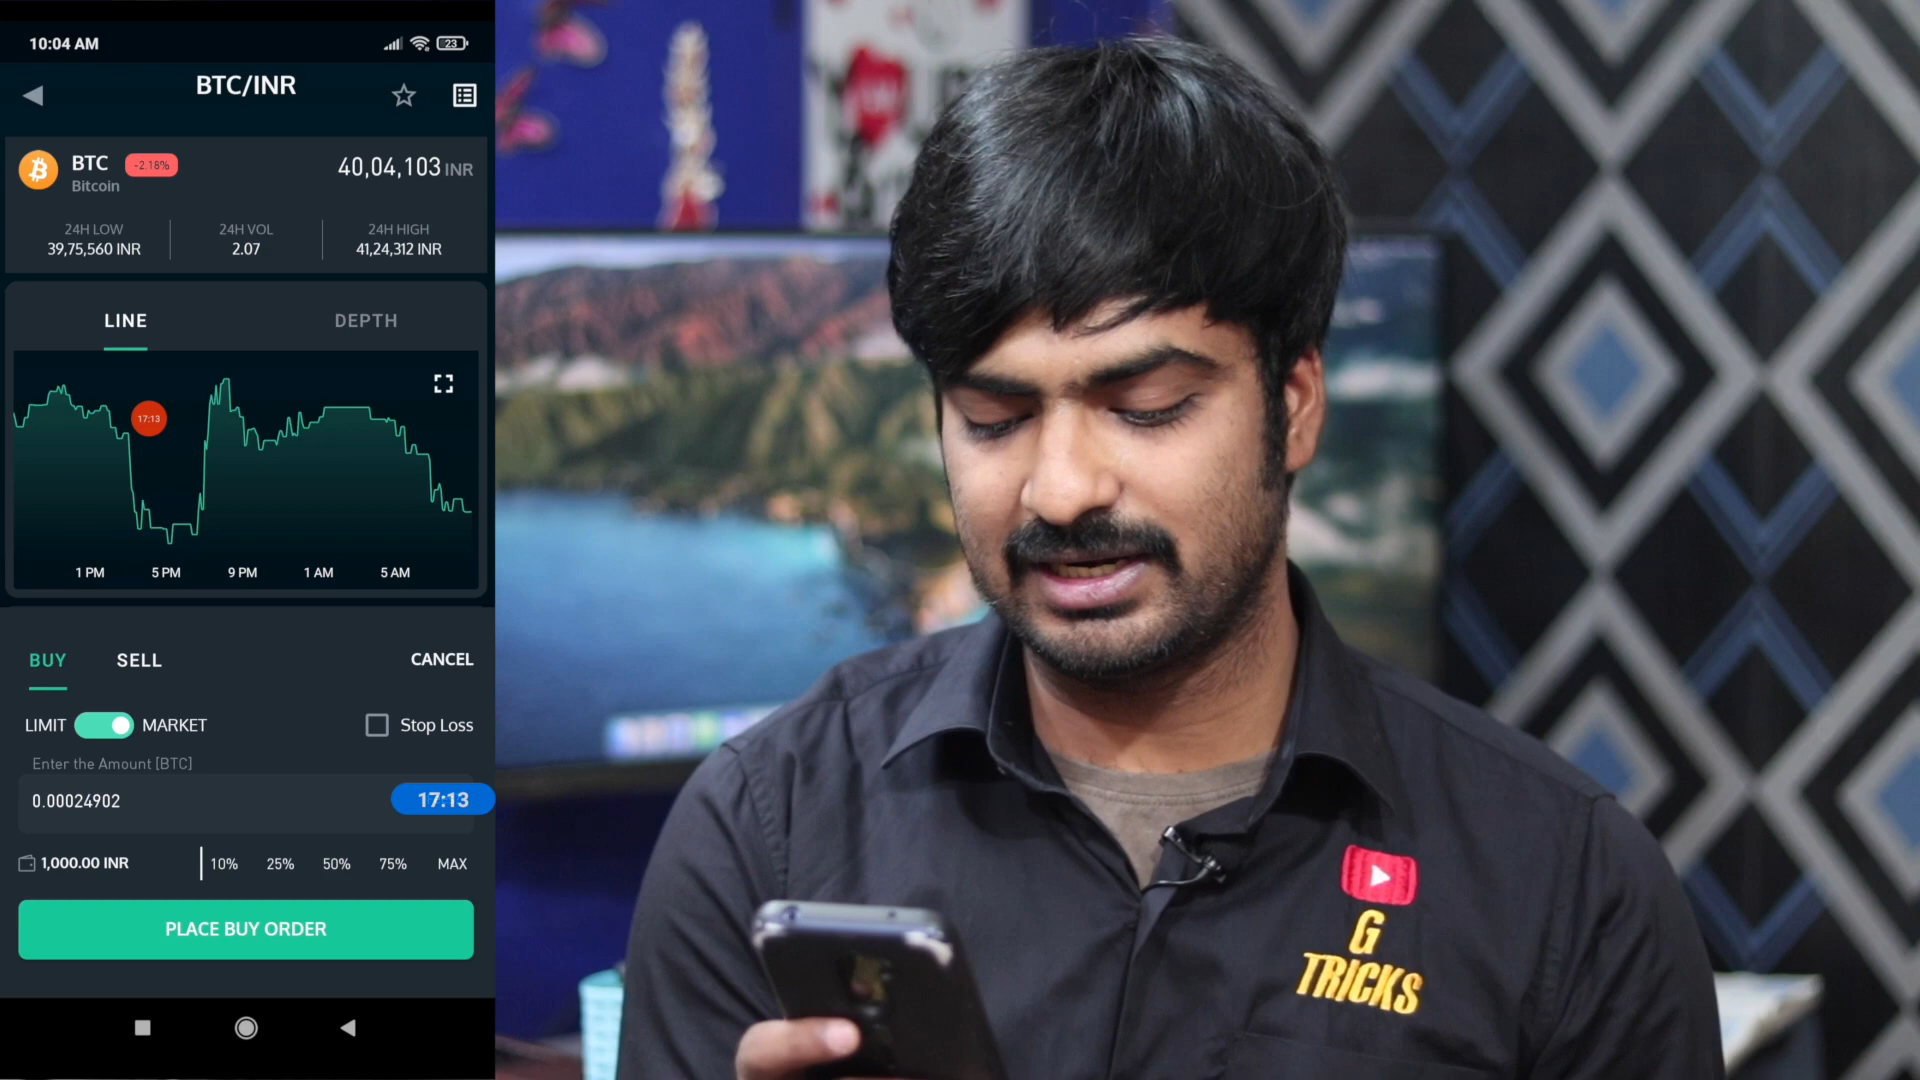 10:04 AM
23
BTC/INR
BTC -2.18%
Bitcoin
40,04,103 INR
24H LOW
39,75,560 INR
24H VOL
2.07
24H HIGH
41,24,312 INR
LINE DEPTH
17:13
1 PM 5 PM 9 PM 1 AM 5 AM
BUY SELL CANCEL
LIMIT MARKET Stop Loss
Enter the Amount [BTC]
0.00024902
17:13
1,000.00 INR 10% 25% 50% 75% MAX
PLACE BUY ORDER
G
TRICKS